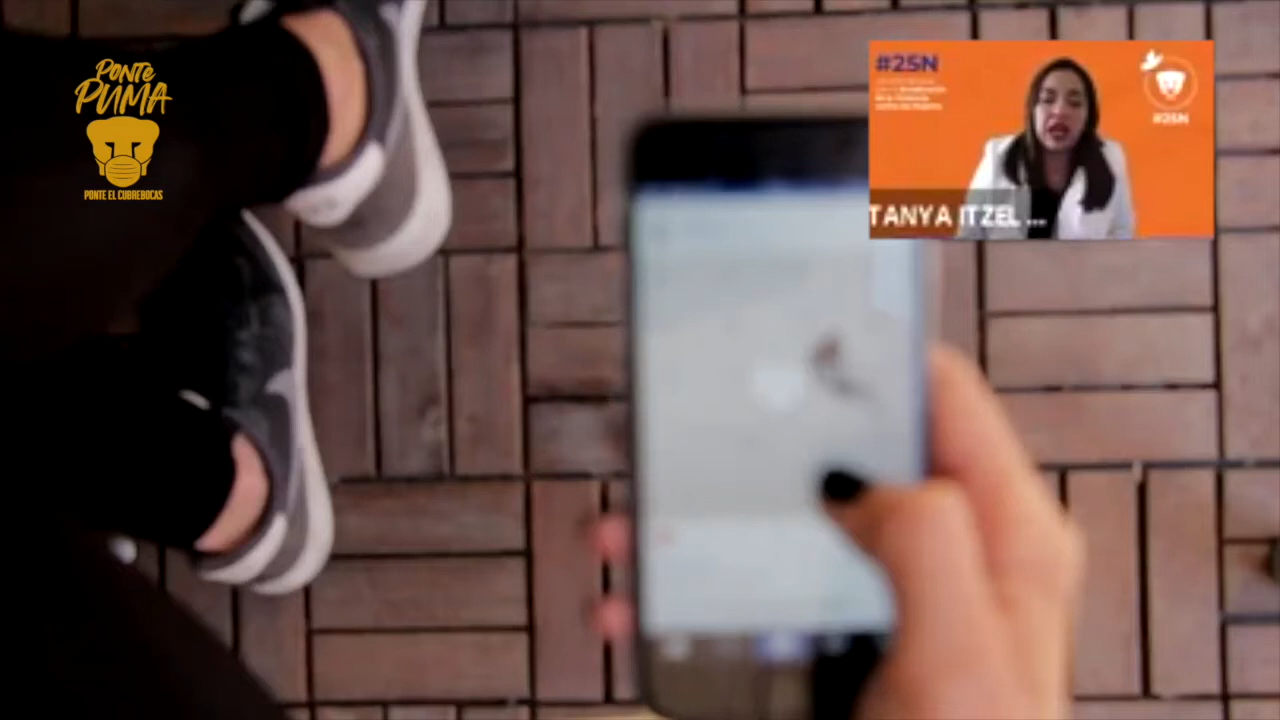 PONTE
PUMA
PONTE EL CUBREBOCAS
#25N
#25N
TANYA ITZEL ...